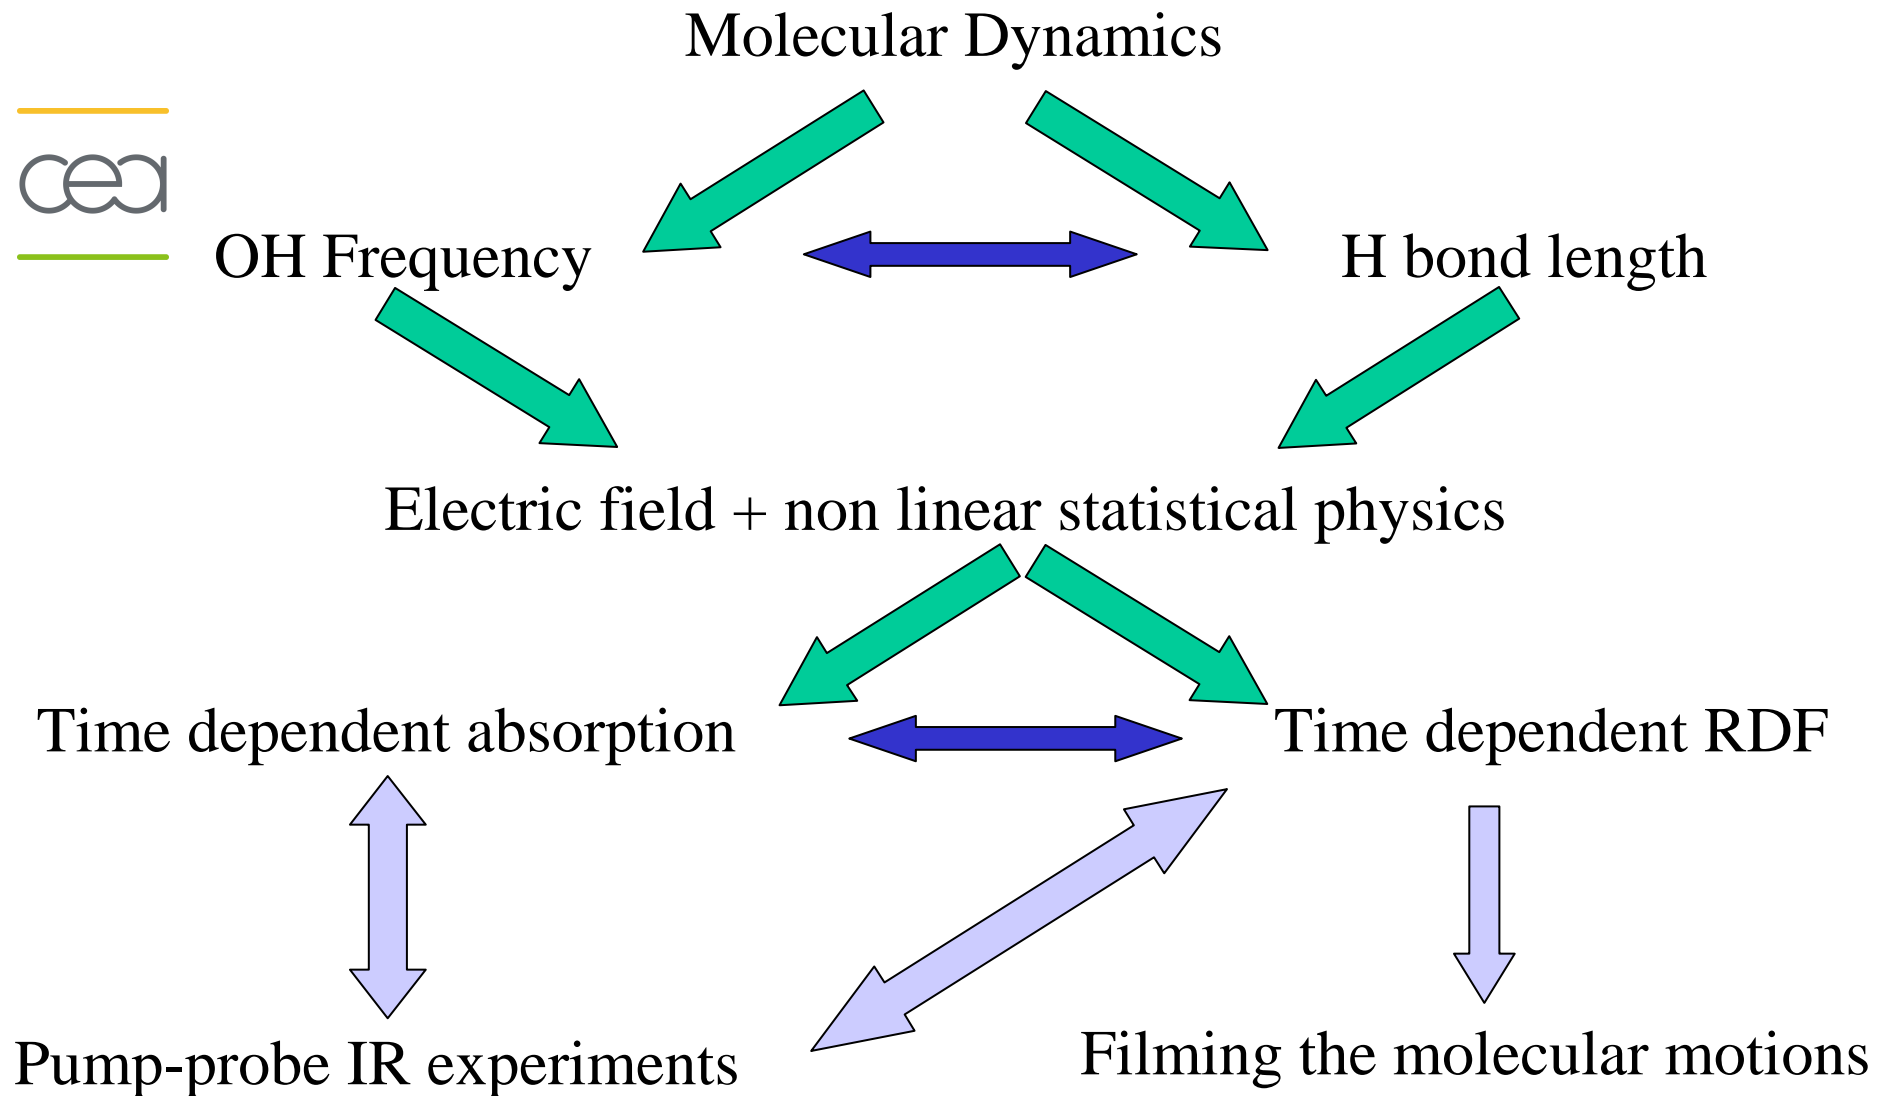 Molecular Dynamics
cea
OH Frequency
H bond length
Electric field + non linear statistical physics
Time dependent absorption
Time dependent RDF
Pump-probe IR experiments
Filming the molecular motions